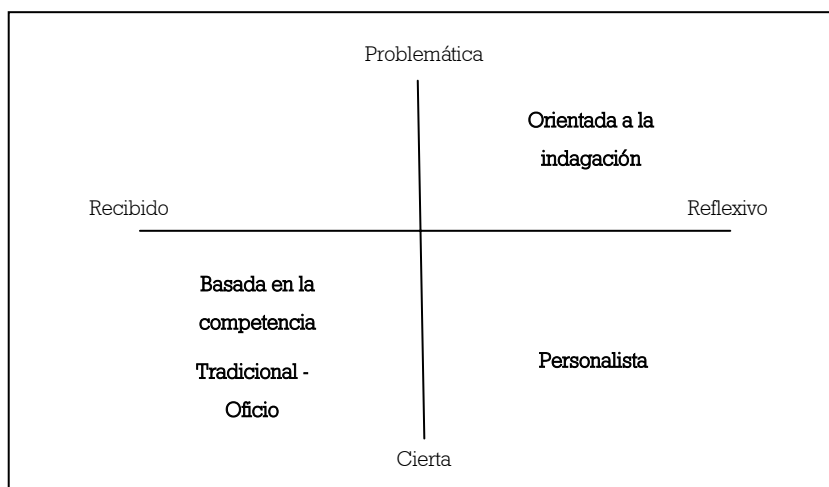 Problemática
Orientada a la
indagación
Recibido
Reflexivo
Basada en la
competencia
Tradicional -
Oficio
Personalista
Cierta